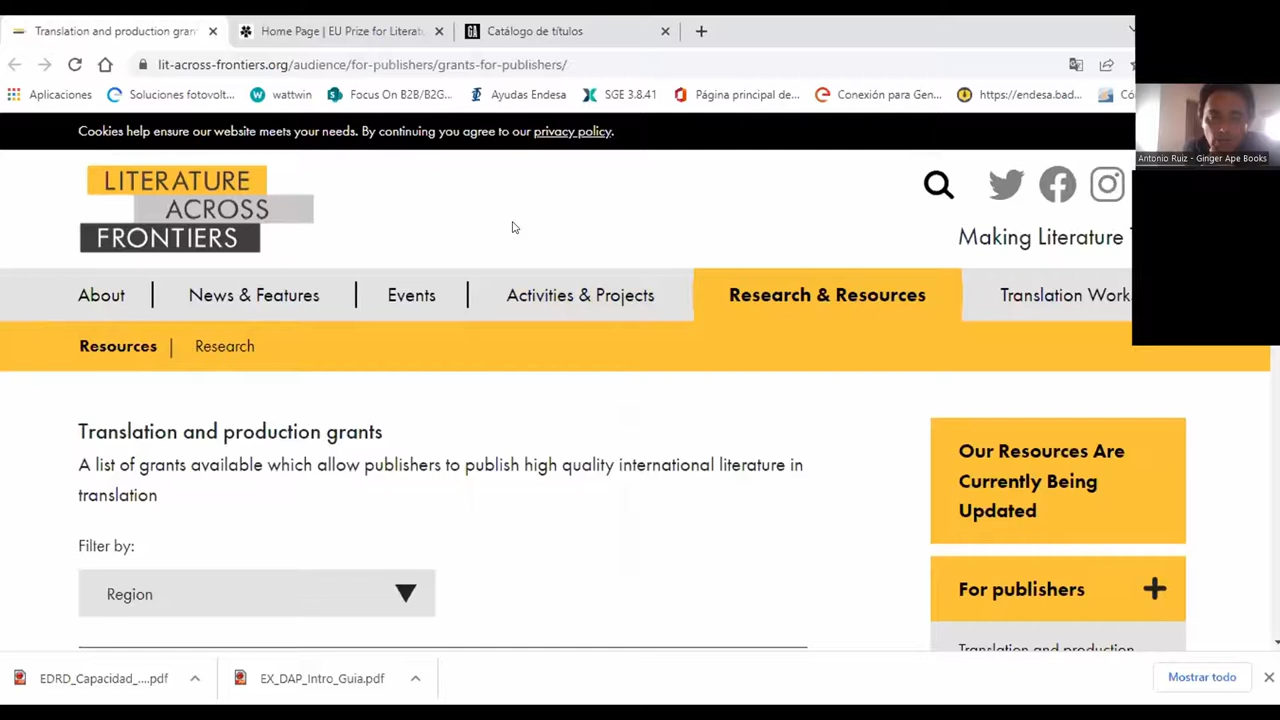 Translation and production gran
Home Page | EU Prize for Literatu
GA
Catálogo de títulos
lit-across-frontiers.org/audience/for-publishers/grants-for-publishers/
Aplicaciones
Soluciones fotovolt...
wattwin
Focus On B2B/B2G...
Ayudas Endesa
SGE 3.8.41
Página principal de...
Conexión para Gen...
https://endesa.bad...
Có
Cookies help ensure our website meets your needs. By continuing you agree to our privacy policy.
Antonio Ruiz - Ginger Ape Books
LITERATURE
ACROSS
FRONTIERS
Making Literature T
About
News & Features
Events
Activities & Projects
Research & Resources
Translation Work
Resources
Research
Translation and production grants
A list of grants available which allow publishers to publish high quality international literature in
translation
Filter by:
Region
Our Resources Are
Currently Being
Updated
For publishers
Translation and production
EDRD_Capacidad_....pdf
EX_DAP_Intro_Guia.pdf
Mostrar todo